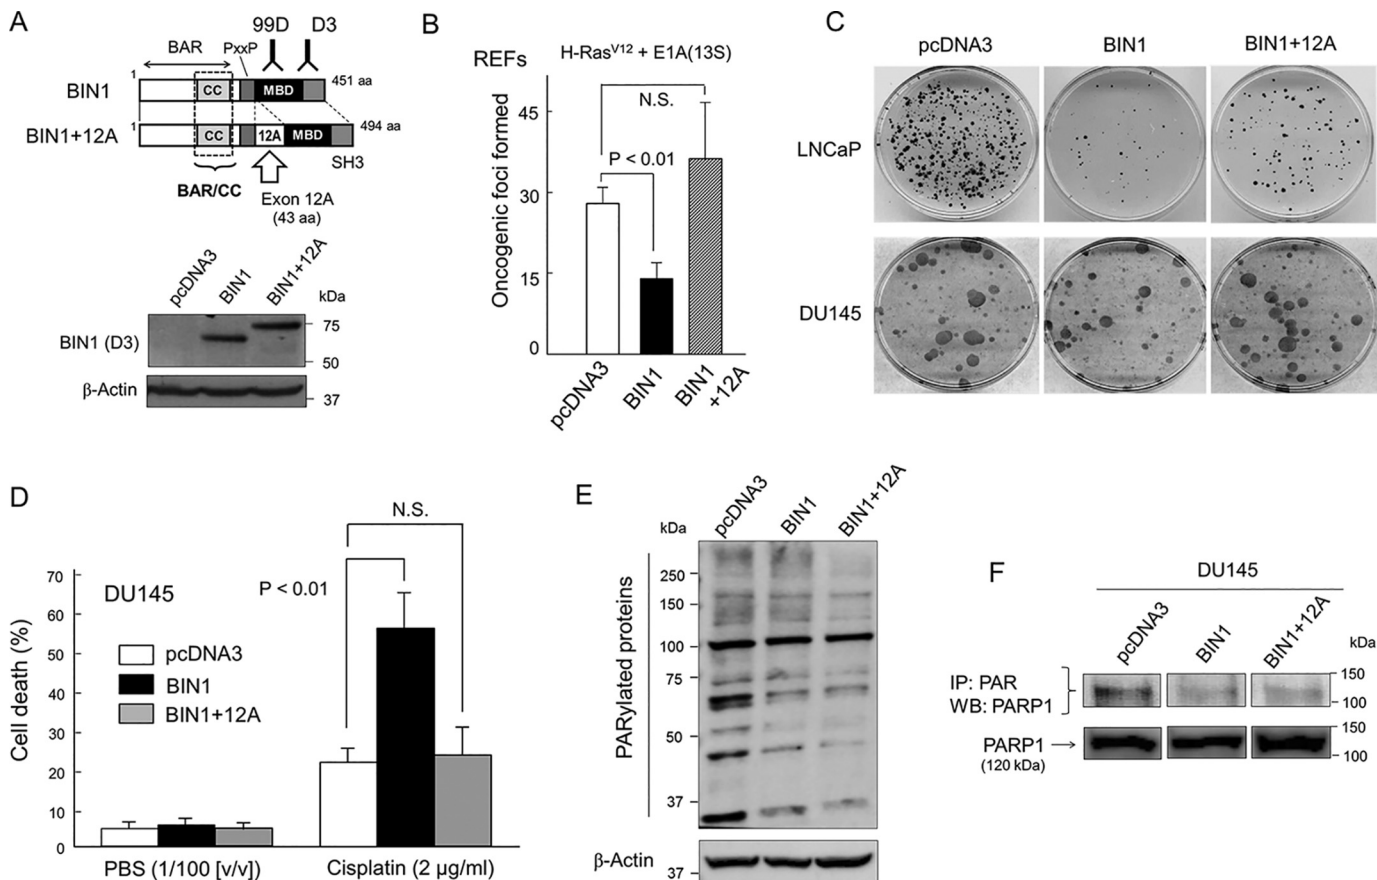 A
99D
D3
BAR
PxxP
1
451 aa
BIN1
CC
MBD
1
494 aa
BIN1+12A
CC
12A
MBD
SH3
BAR/CC
Exon 12A
(43 aa)
pcDNA3
BIN1
BIN1+12A
kDa
BIN1 (D3)
75
50
β-Actin
37
B
H-RasV12 + E1A(13S)
REFs
N.S.
P < 0.01
Oncogenic foci formed
45
30
15
0
pcDNA3
BIN1
BIN1
+12A
C
pcDNA3
BIN1
BIN1+12A
LNCaP
DU145
D
N.S.
P < 0.01
DU145
pcDNA3
BIN1
BIN1+12A
Cell death (%)
70
60
50
40
30
20
10
0
PBS (1/100 [v/v])
Cisplatin (2 μg/ml)
E
pcDNA3
BIN1
BIN1+12A
kDa
PARylated proteins
250
150
100
75
50
37
β-Actin
37
F
DU145
pcDNA3
BIN1
BIN1+12A
kDa
IP: PAR
WB: PARP1
150
100
PARP1
(120 kDa)
150
100